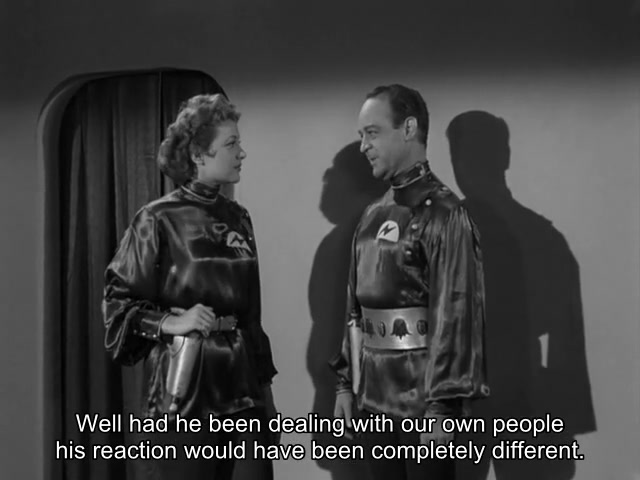 Well had he been dealing with our own people
his reaction would have been completely different.